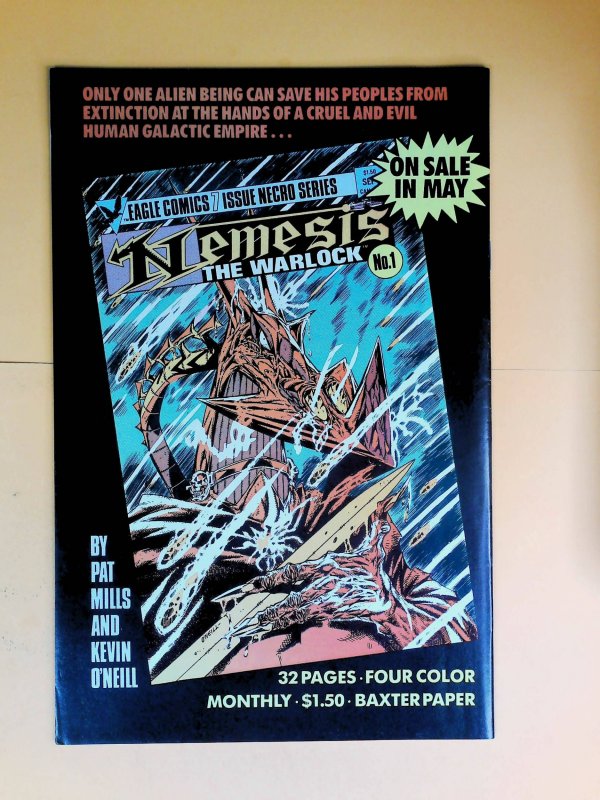 ONLY ONE ALIEN BEING CAN SAVE HIS PEOPLES FROM
EXTINCTION AT THE HANDS OF A CRUEL AND EVIL
HUMAN GALACTIC EMPIRE . . .
ON SALE
IN MAY
EAGLE COMICS 7 ISSUE NECRO SERIES
$1.50
Nemesis
THE WARLOCK
No.1
BY
PAT
MILLS
AND
KEVIN
O'NEILL
O'NEILL
32 PAGES · FOUR COLOR
MONTHLY · $1.50 · BAXTER PAPER